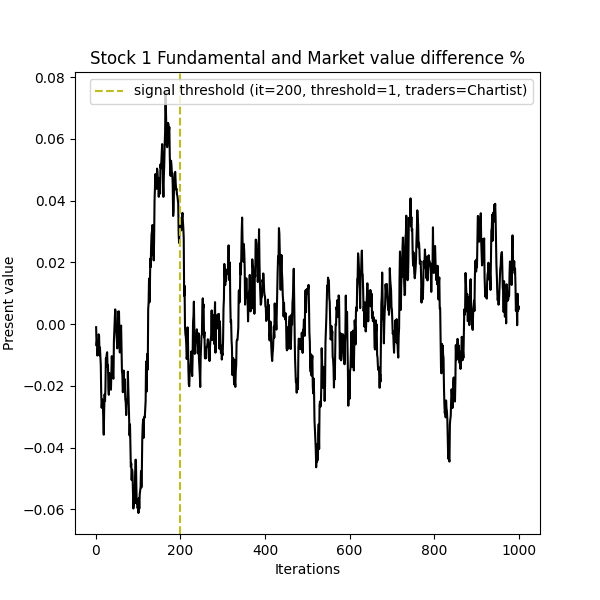 Stock 1 Fundamental and Market value difference %
signal threshold (it=200, threshold=1, traders=Chartist)
0.08
0.06
0.04
0.02
0.00
−0.02
−0.04
−0.06
Present value
0 200 400 600 800 1000
Iterations